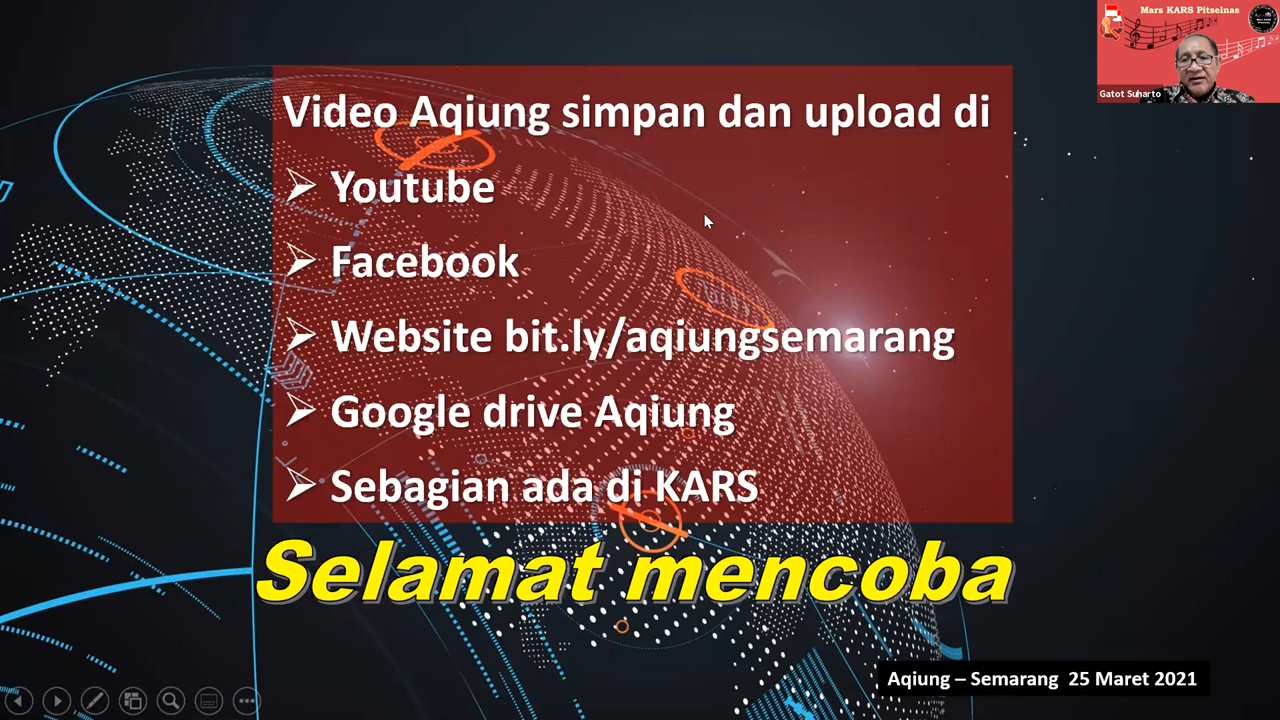 Mars KARS Pitselnas
Gatot Suharto
Video Aqiung simpan dan upload di
Youtube
Facebook
Website bit.ly/aqiungsemarang
Google drive Aqiung
Sebagian ada di KARS
Selamat mencoba
Aqiung – Semarang 25 Maret 2021